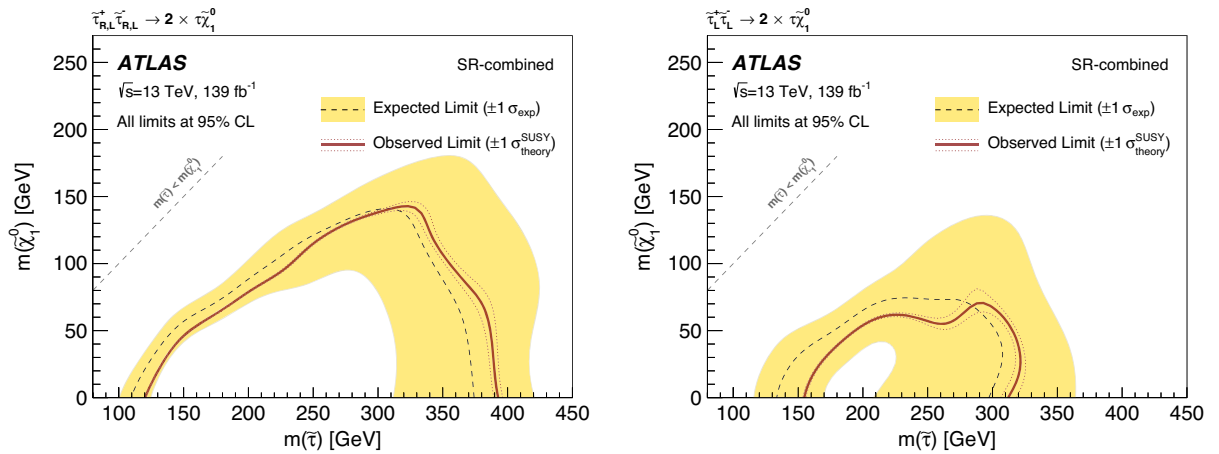 τ̃⁺R,L τ̃⁻R,L → 2 × τχ̃⁰₁
ATLAS
SR-combined
√s=13 TeV, 139 fb⁻¹
All limits at 95% CL
Expected Limit (±1 σexp)
Observed Limit (±1 σ^SUSY_theory)
m(τ̃) < m(χ̃⁰₁)
m(χ̃⁰₁) [GeV]
250
200
150
100
50
0
100 150 200 250 300 350 400 450
m(τ̃) [GeV]
τ̃⁺L τ̃⁻L → 2 × τχ̃⁰₁
ATLAS
SR-combined
√s=13 TeV, 139 fb⁻¹
All limits at 95% CL
Expected Limit (±1 σexp)
Observed Limit (±1 σ^SUSY_theory)
m(τ̃) < m(χ̃⁰₁)
m(χ̃⁰₁) [GeV]
250
200
150
100
50
0
100 150 200 250 300 350 400 450
m(τ̃) [GeV]